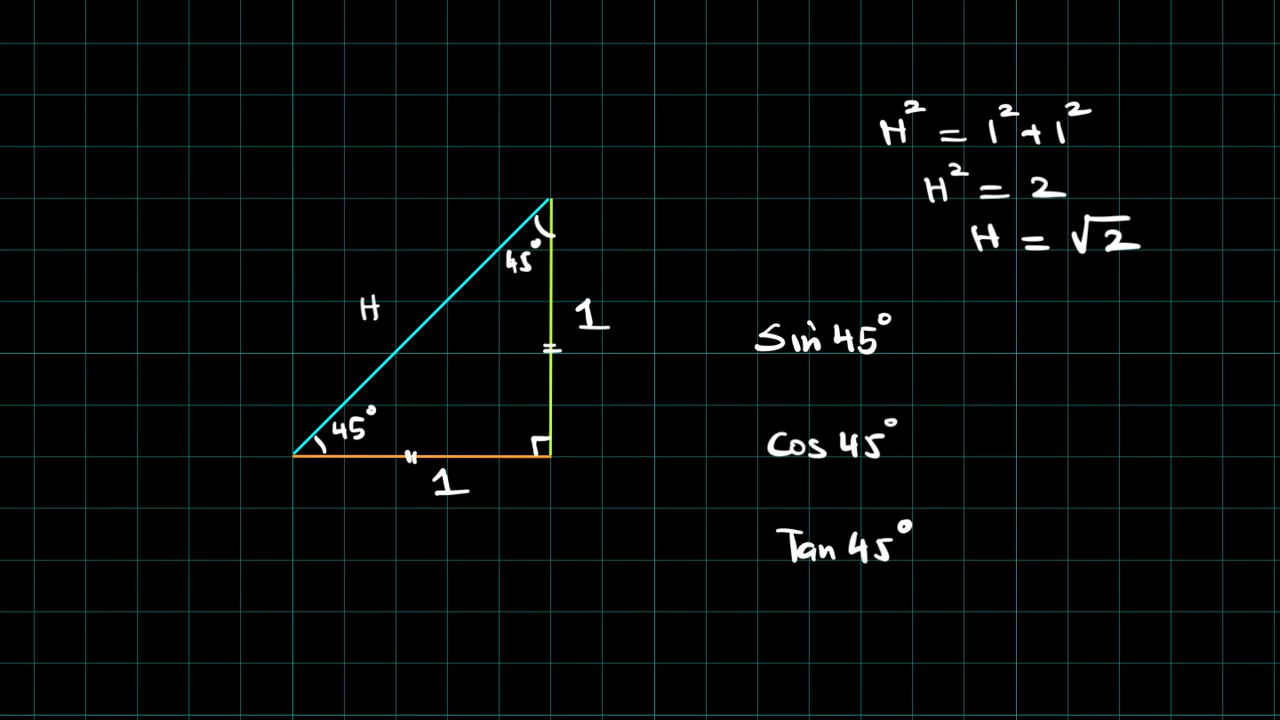 H² = 1² + 1²
H² = 2
H = √2
45°
H
1
45°
1
Sin 45°
Cos 45°
Tan 45°